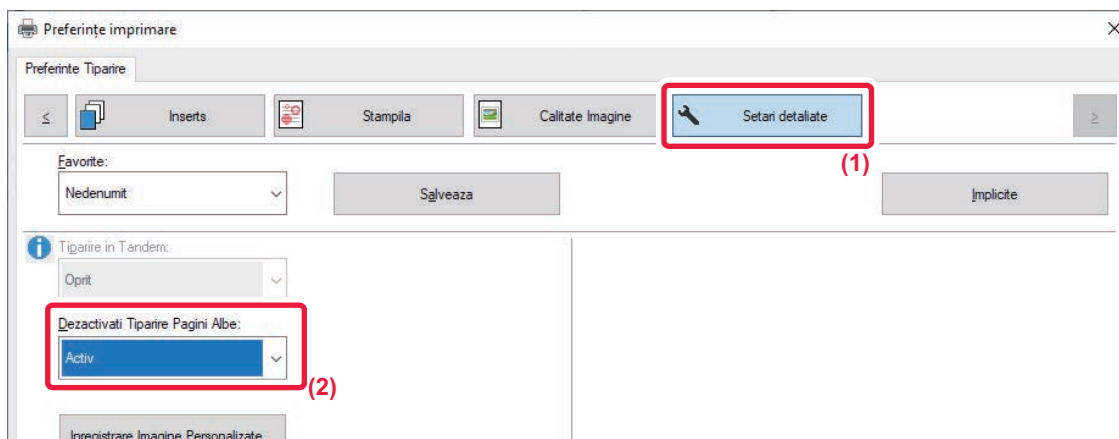 Preferințe imprimare
Preferinte Tiparire
< Inserts Stampila Calitate Imagine Setari detaliate >
(1)
Favorite:
Nedenumit Salveaza Implicite
Tiparire in Tandem:
Oprit
Dezactivati Tiparire Pagini Albe:
Activ
(2)
Inregistrare Imagine Personalizate